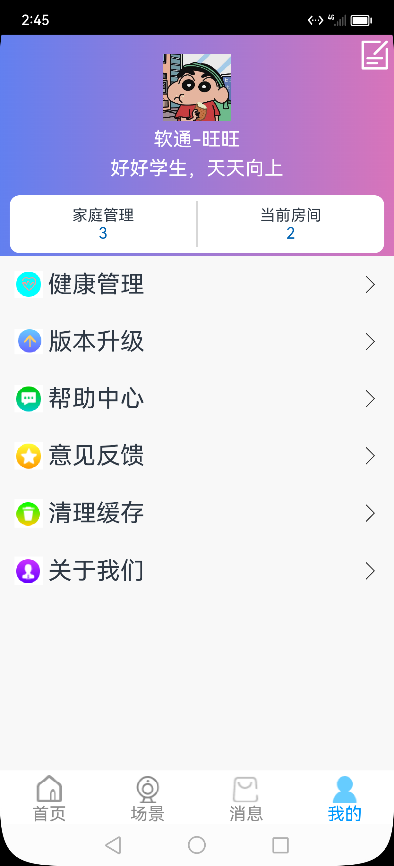 2:45
4G
软通-旺旺
好好学生，天天向上
家庭管理
当前房间
3
2
健康管理
版本升级
帮助中心
意见反馈
清理缓存
关于我们
首页
场景
消息
我的